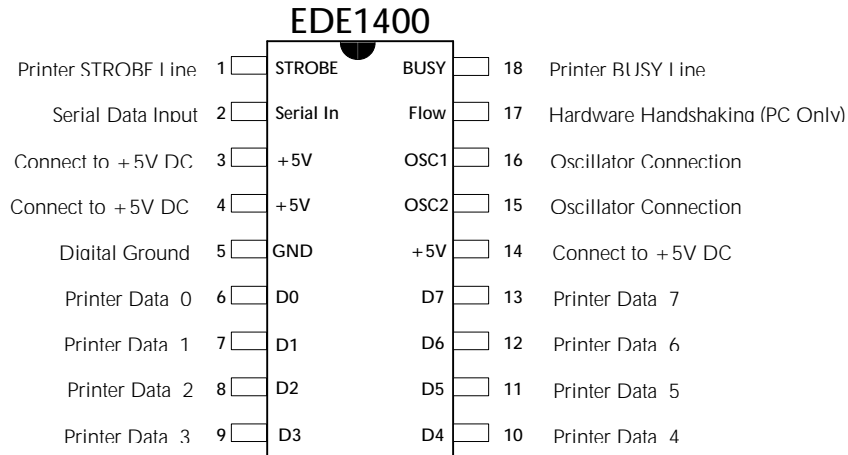 EDE1400
Printer STROBE Line 1 STROBE BUSY 18 Printer BUSY Line
Serial Data Input 2 Serial In Flow 17 Hardware Handshaking (PC Only)
Connect to +5V DC 3 +5V OSC1 16 Oscillator Connection
Connect to +5V DC 4 +5V OSC2 15 Oscillator Connection
Digital Ground 5 GND +5V 14 Connect to +5V DC
Printer Data 0 6 D0 D7 13 Printer Data 7
Printer Data 1 7 D1 D6 12 Printer Data 6
Printer Data 2 8 D2 D5 11 Printer Data 5
Printer Data 3 9 D3 D4 10 Printer Data 4